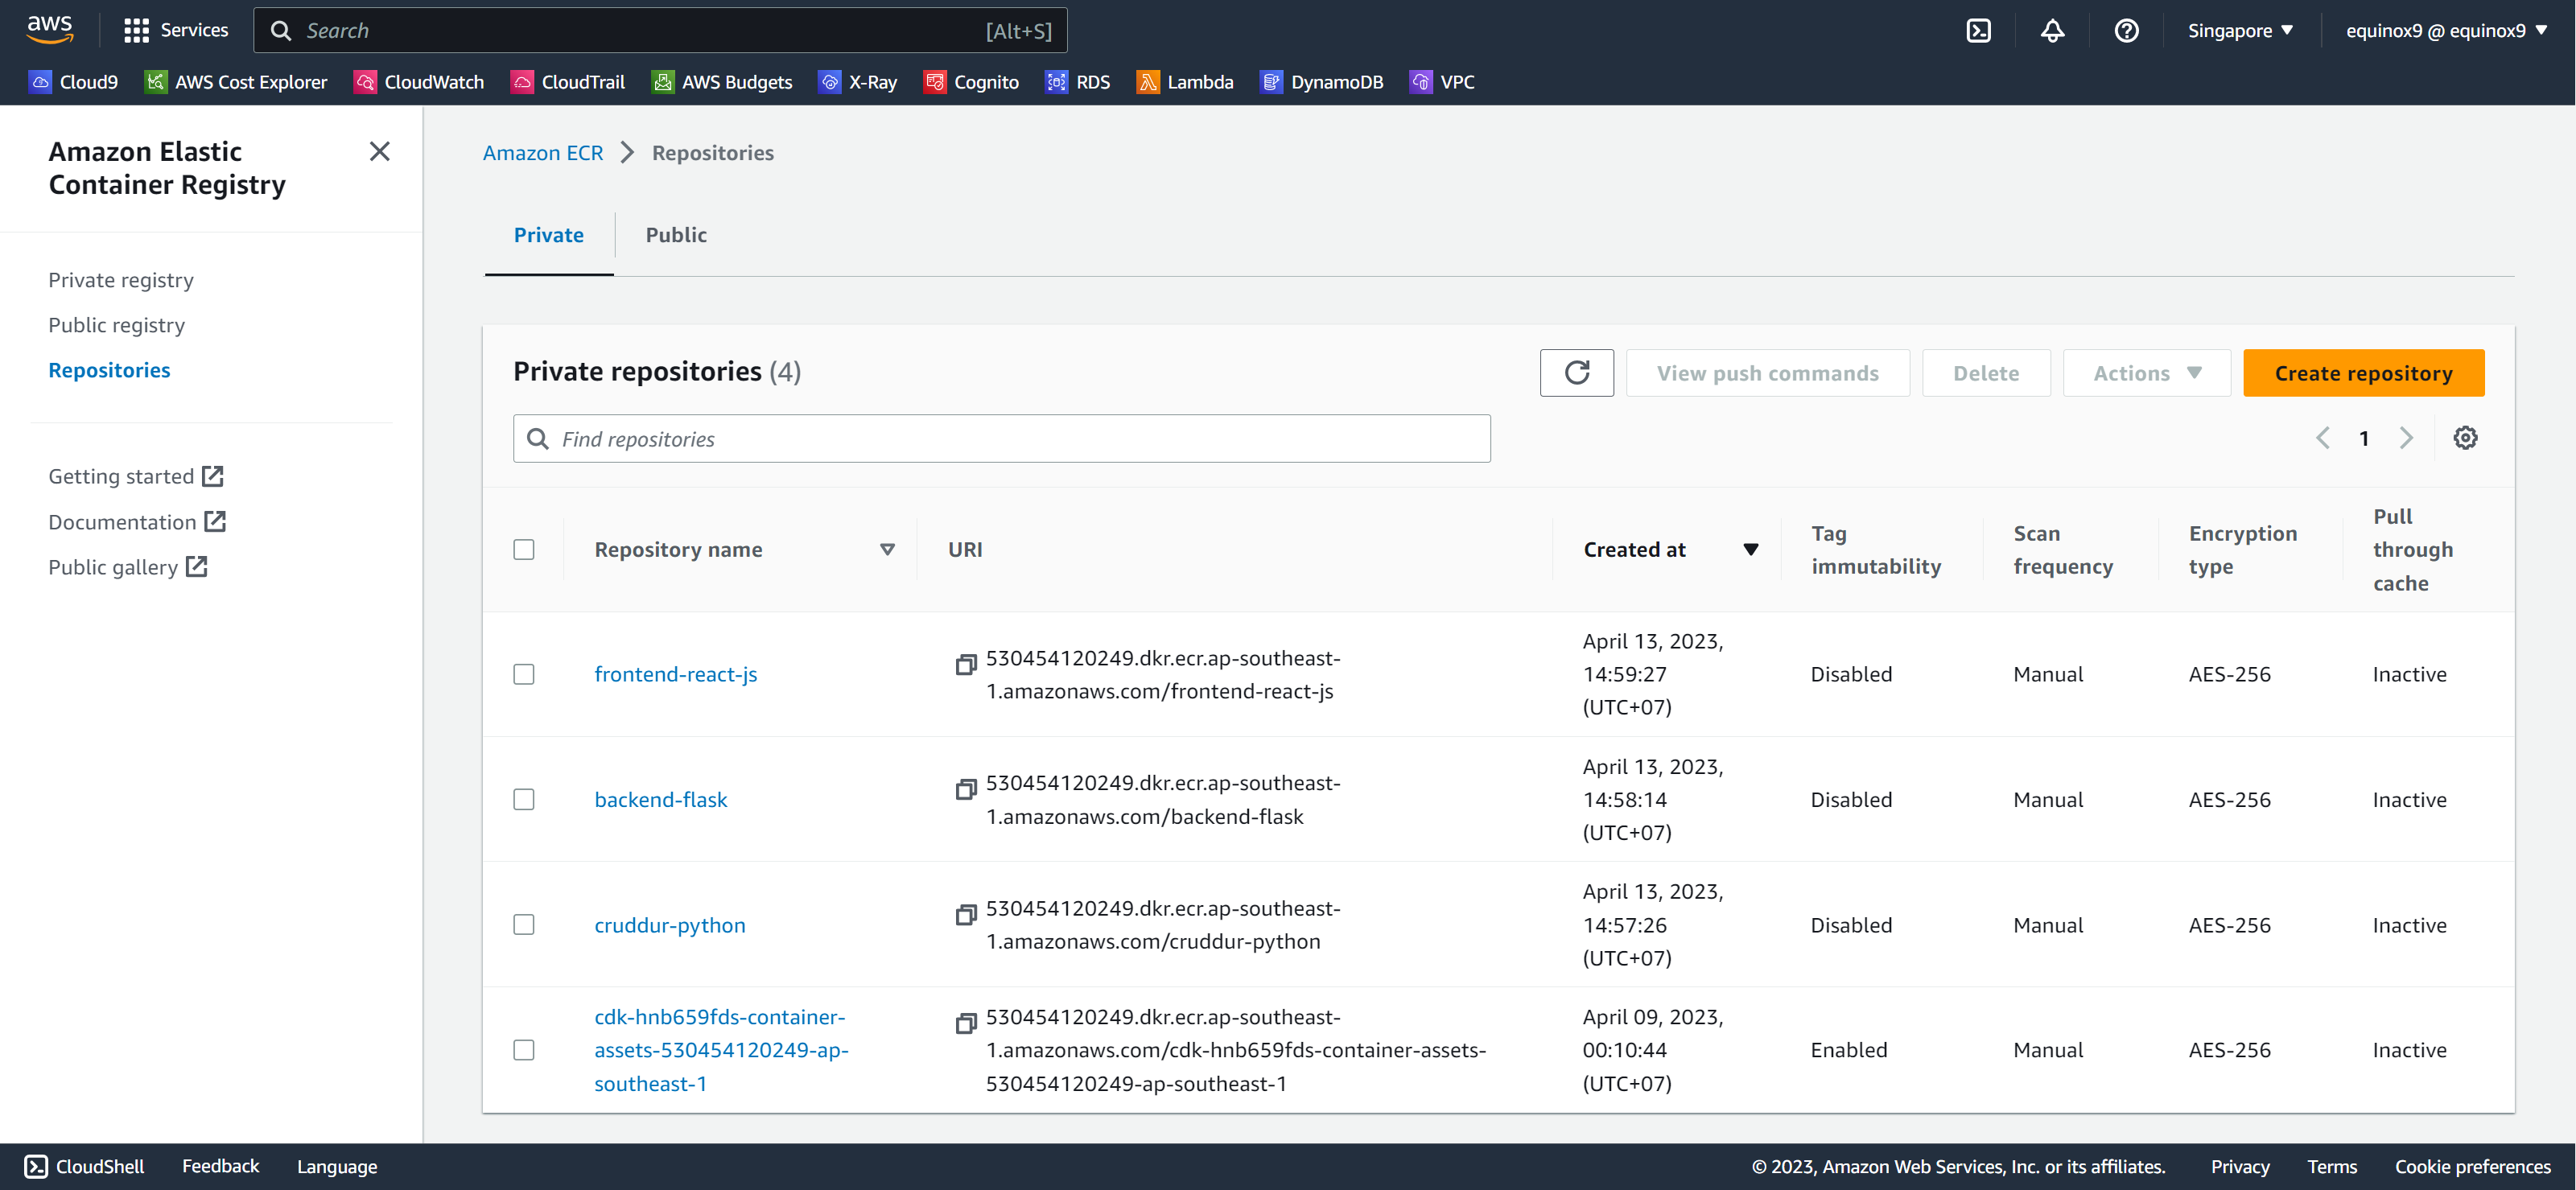 aws
Services
Search
[Alt+S]
Singapore
equinox9 @ equinox9
Cloud9
AWS Cost Explorer
CloudWatch
CloudTrail
AWS Budgets
X-Ray
Cognito
RDS
Lambda
DynamoDB
VPC
Amazon Elastic
Container Registry
Private registry
Public registry
Repositories
Getting started
Documentation
Public gallery
Amazon ECR
Repositories
Private
Public
Private repositories (4)
View push commands
Delete
Actions
Create repository
Find repositories
1
Repository name
URI
Created at
Tag
immutability
Scan
frequency
Encryption
type
Pull
through
cache
frontend-react-js
530454120249.dkr.ecr.ap-southeast-
1.amazonaws.com/frontend-react-js
April 13, 2023,
14:59:27
(UTC+07)
Disabled
Manual
AES-256
Inactive
backend-flask
530454120249.dkr.ecr.ap-southeast-
1.amazonaws.com/backend-flask
April 13, 2023,
14:58:14
(UTC+07)
Disabled
Manual
AES-256
Inactive
cruddur-python
530454120249.dkr.ecr.ap-southeast-
1.amazonaws.com/cruddur-python
April 13, 2023,
14:57:26
(UTC+07)
Disabled
Manual
AES-256
Inactive
cdk-hnb659fds-container-
assets-530454120249-ap-
southeast-1
530454120249.dkr.ecr.ap-southeast-
1.amazonaws.com/cdk-hnb659fds-container-assets-
530454120249-ap-southeast-1
April 09, 2023,
00:10:44
(UTC+07)
Enabled
Manual
AES-256
Inactive
CloudShell
Feedback
Language
© 2023, Amazon Web Services, Inc. or its affiliates.
Privacy
Terms
Cookie preferences